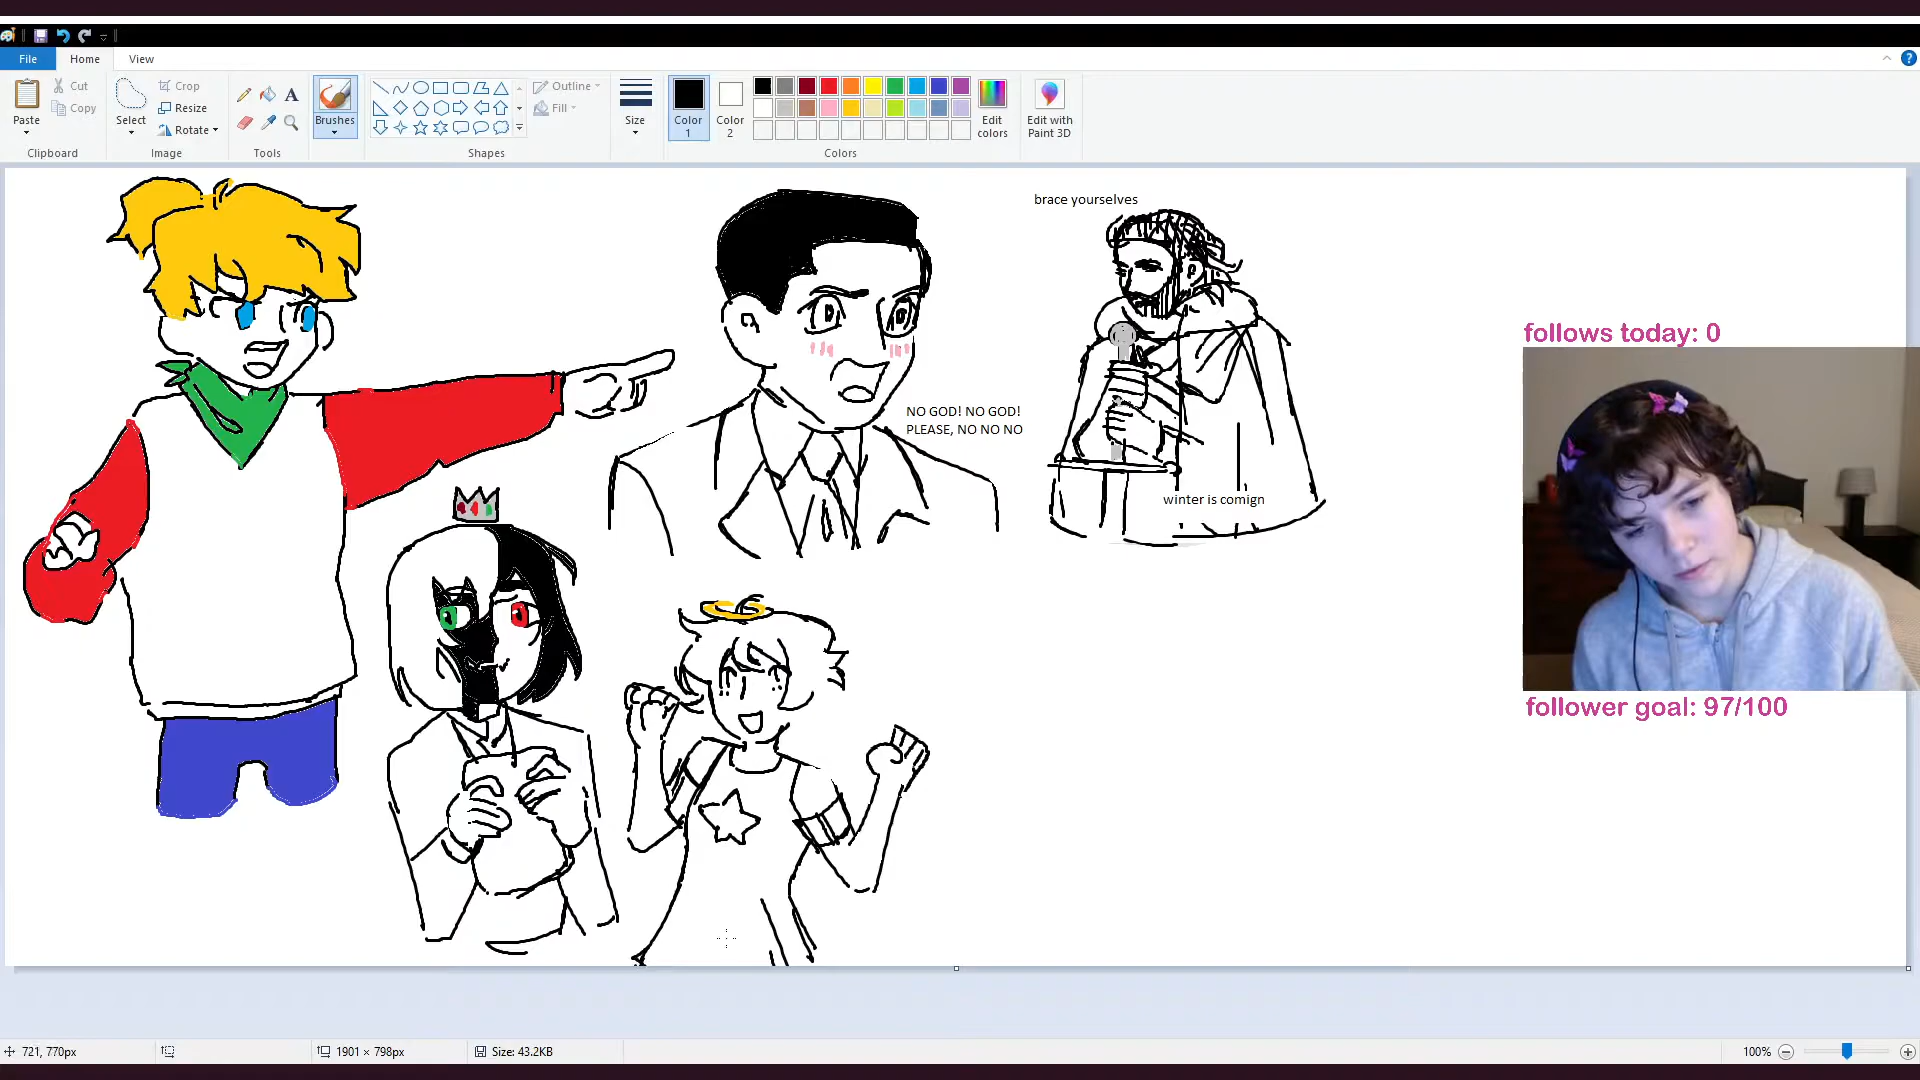 File
Home
View
Paste
Cut
Copy
Clipboard
Select
Crop
Resize
Rotate
Image
A
Tools
Brushes
Shapes
Outline
Fill
Size
Color
1
Color
2
Colors
Edit
colors
Edit with
Paint 3D
?
brace yourselves
NO GOD! NO GOD!
PLEASE, NO NO NO
winter is comign
follows today: 0
follower goal: 97/100
721, 770px
1901 × 798px
Size: 43.2KB
100%